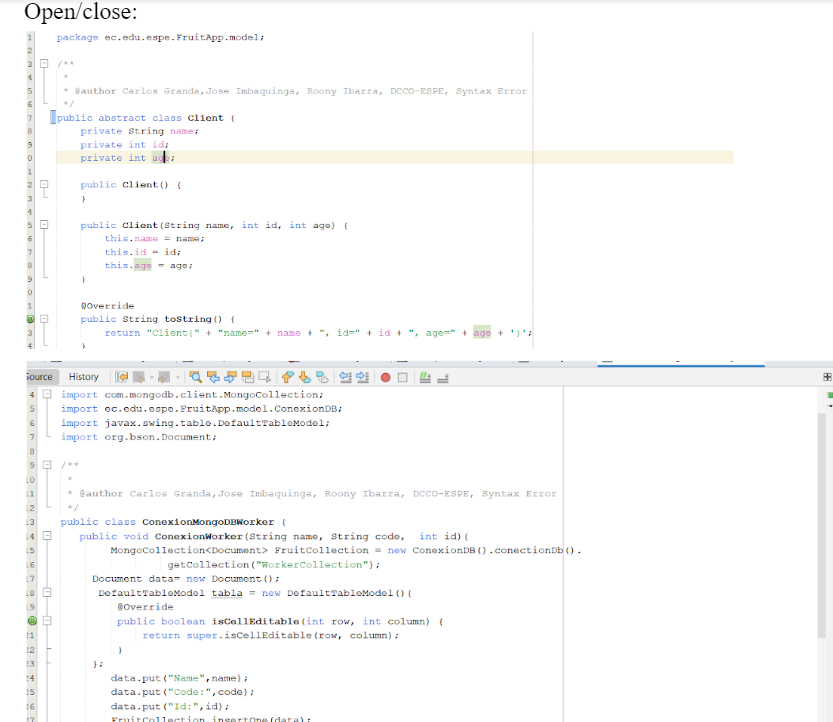 Open/close:
1 package ec.edu.espe.FruitApp.model;
2
3 /**
4 *
5 * @author Carlos Granda,Jose Imbaquinga, Roony Ibarra, DCCO-ESPE, Syntax Error
6 */
7 public abstract class Client {
8 private String name;
9 private int id;
0 private int age;
1
2 public Client() {
3 }
4
5 public Client(String name, int id, int age) {
6 this.name = name;
7 this.id = id;
8 this.age = age;
9 }
0
1 @Override
public String toString() {
3 return "Client{" + "name=" + name + ", id=" + id + ", age=" + age + '}';
4 }
Source History
4 import com.mongodb.client.MongoCollection;
5 import ec.edu.espe.FruitApp.model.ConexionDB;
6 import javax.swing.table.DefaultTableModel;
7 import org.bson.Document;
8
9 /**
10 *
11 * @author Carlos Granda,Jose Imbaquinga, Roony Ibarra, DCCO-ESPE, Syntax Error
12 */
13 public class ConexionMongoDBWorker {
14 public void ConexionWorker(String name, String code, int id){
15 MongoCollection<Document> FruitCollection = new ConexionDB().conectionDb().
16 getCollection("WorkerCollection");
17 Document data= new Document();
18 DefaultTableModel tabla = new DefaultTableModel(){
19 @Override
public boolean isCellEditable(int row, int column) {
21 return super.isCellEditable(row, column);
22 }
23 };
24 data.put("Name",name);
25 data.put("Code:",code);
26 data.put("Id:",id);
27 FruitCollection.insertOne(data);